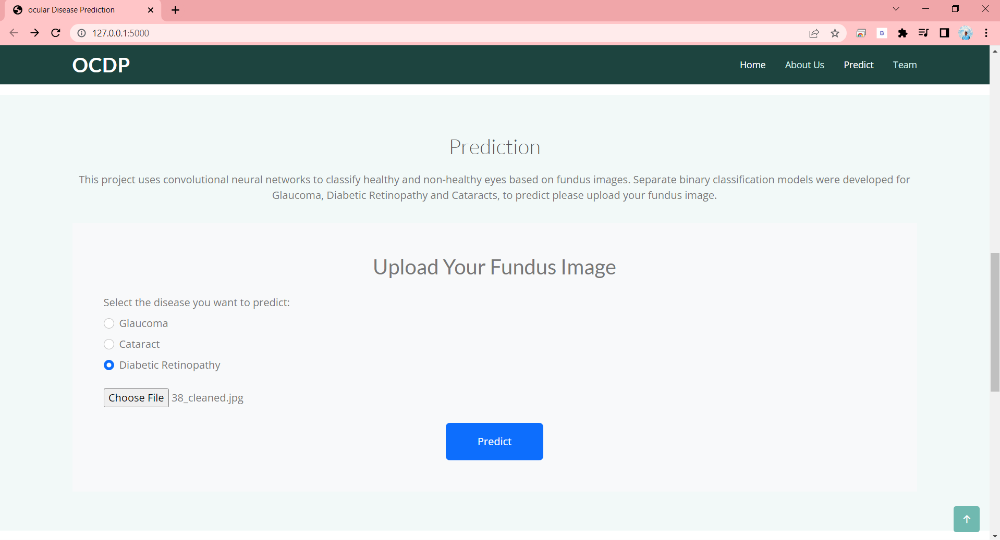 ocular Disease Prediction
127.0.0.1:5000
B
OCDP
Home About Us Predict Team
Prediction
This project uses convolutional neural networks to classify healthy and non-healthy eyes based on fundus images. Separate binary classification models were developed for
Glaucoma, Diabetic Retinopathy and Cataracts, to predict please upload your fundus image.
Upload Your Fundus Image
Select the disease you want to predict:
Glaucoma
Cataract
Diabetic Retinopathy
Choose File 38_cleaned.jpg
Predict